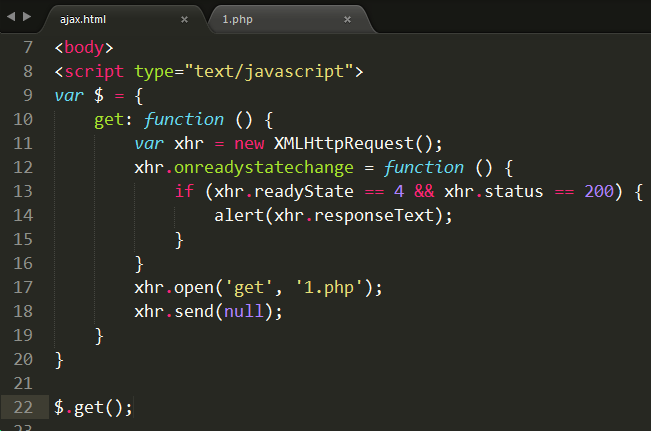 ajax.html × 1.php ×
7 <body>
8 <script type="text/javascript">
9 var $ = {
10     get: function () {
11         var xhr = new XMLHttpRequest();
12         xhr.onreadystatechange = function () {
13             if (xhr.readyState == 4 && xhr.status == 200) {
14                 alert(xhr.responseText);
15             }
16         }
17         xhr.open('get', '1.php');
18         xhr.send(null);
19     }
20 }
21
22 $.get();
23